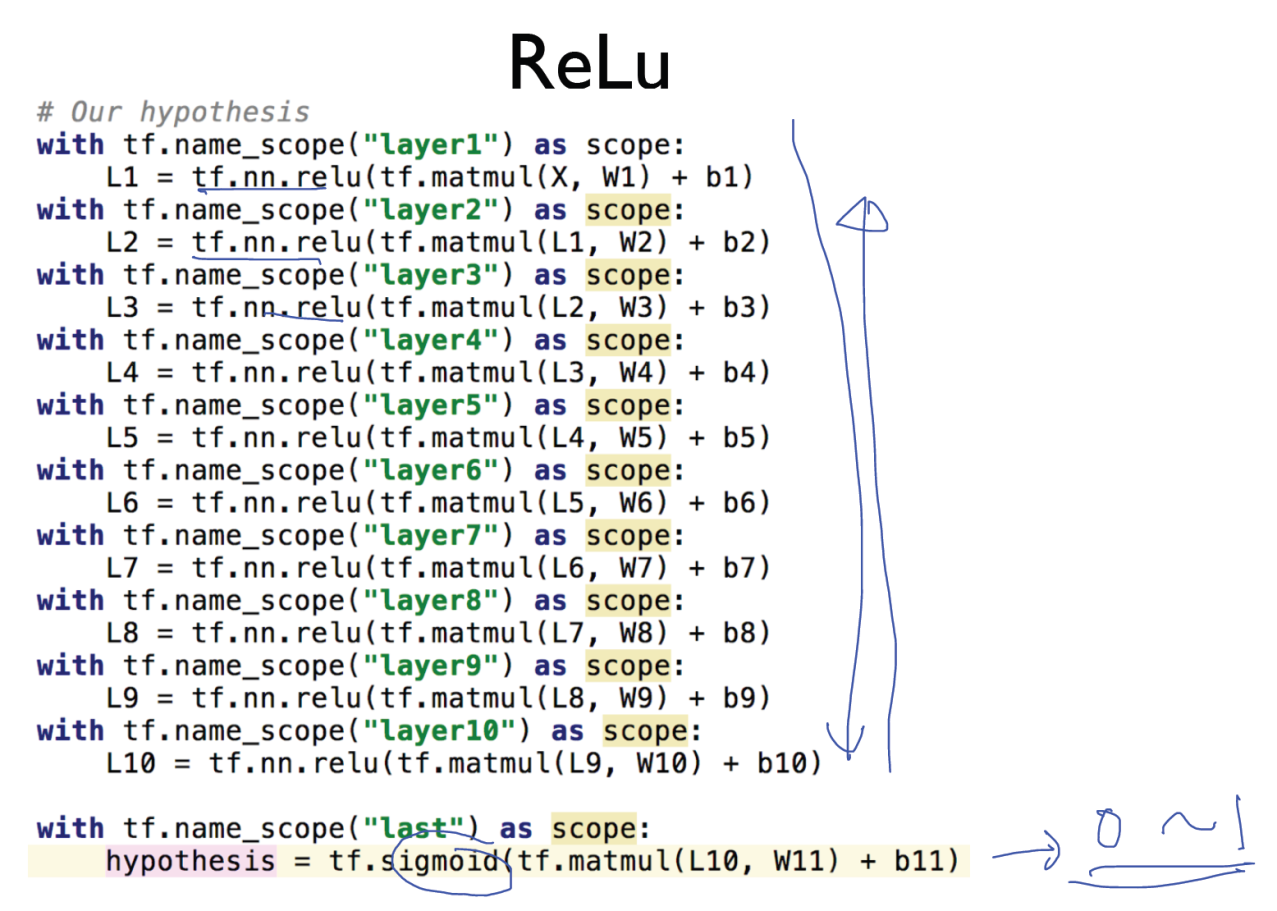 ReLu
# Our hypothesis
with tf.name_scope("layer1") as scope:
    L1 = tf.nn.relu(tf.matmul(X, W1) + b1)
with tf.name_scope("layer2") as scope:
    L2 = tf.nn.relu(tf.matmul(L1, W2) + b2)
with tf.name_scope("layer3") as scope:
    L3 = tf.nn.relu(tf.matmul(L2, W3) + b3)
with tf.name_scope("layer4") as scope:
    L4 = tf.nn.relu(tf.matmul(L3, W4) + b4)
with tf.name_scope("layer5") as scope:
    L5 = tf.nn.relu(tf.matmul(L4, W5) + b5)
with tf.name_scope("layer6") as scope:
    L6 = tf.nn.relu(tf.matmul(L5, W6) + b6)
with tf.name_scope("layer7") as scope:
    L7 = tf.nn.relu(tf.matmul(L6, W7) + b7)
with tf.name_scope("layer8") as scope:
    L8 = tf.nn.relu(tf.matmul(L7, W8) + b8)
with tf.name_scope("layer9") as scope:
    L9 = tf.nn.relu(tf.matmul(L8, W9) + b9)
with tf.name_scope("layer10") as scope:
    L10 = tf.nn.relu(tf.matmul(L9, W10) + b10)
with tf.name_scope("last") as scope:
    hypothesis = tf.sigmoid(tf.matmul(L10, W11) + b11) → 0 ~ 1